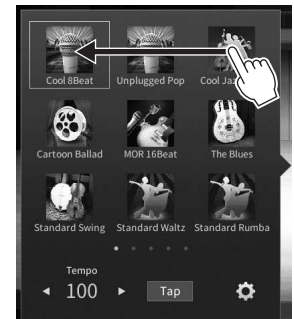 Cool 8Beat
Unplugged Pop
Cool Jaz
Cartoon Ballad
MOR 16Beat
The Blues
Standard Swing
Standard Waltz
Standard Rumba
Tempo
100
Tap